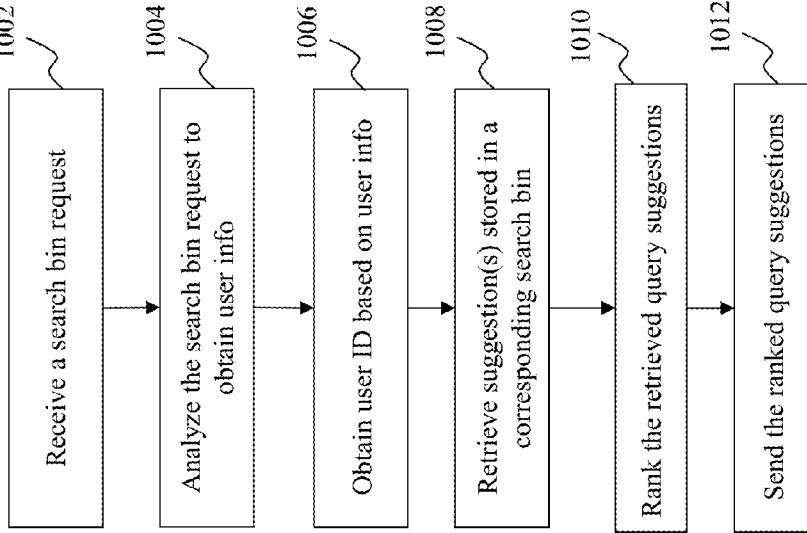 1002
Receive a search bin request
1004
Analyze the search bin request to
obtain user info
1006
Obtain user ID based on user info
1008
Retrieve suggestion(s) stored in a
corresponding search bin
1010
Rank the retrieved query suggestions
1012
Send the ranked query suggestions